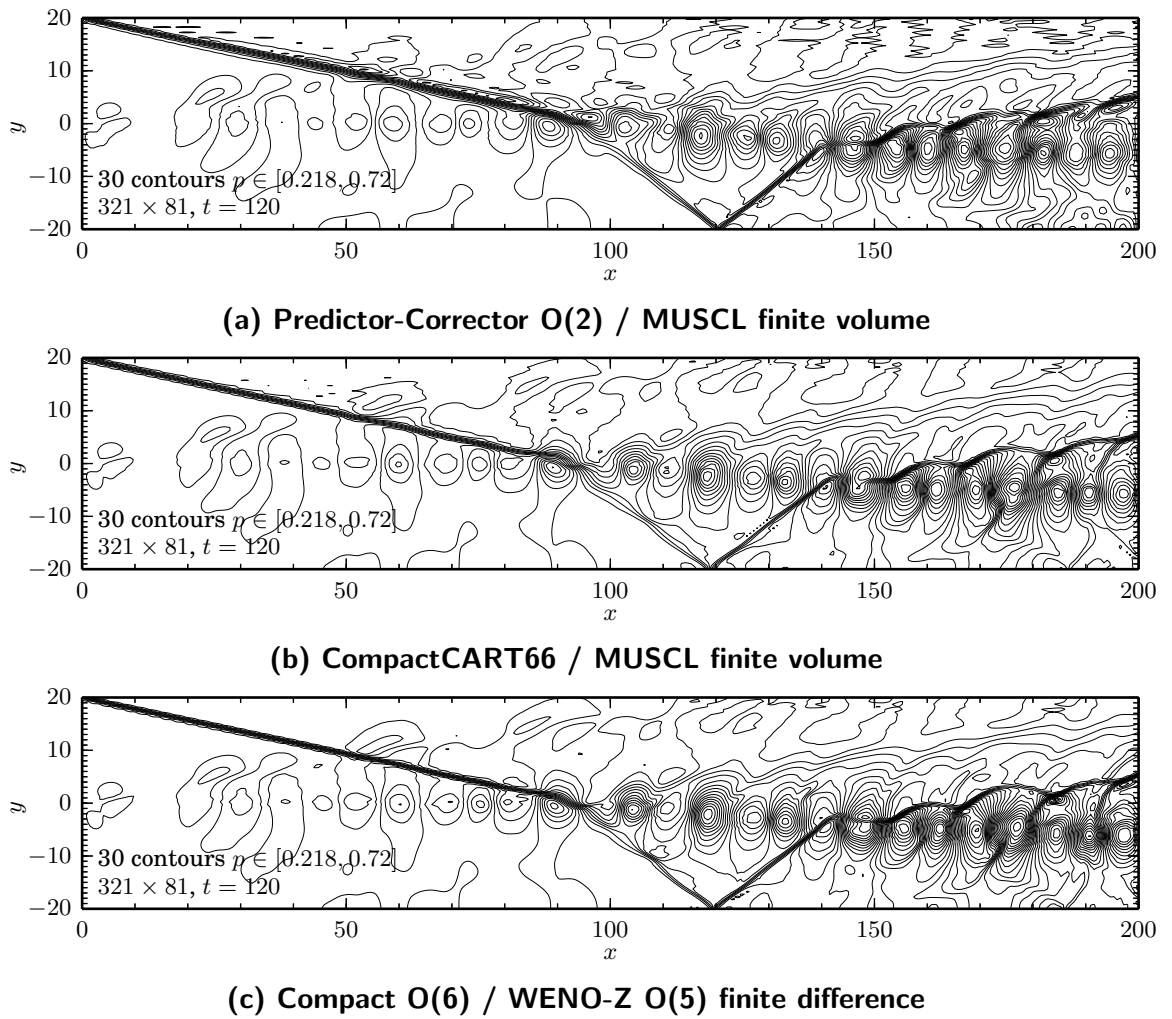 20
10
0
−10
−20
y
30 contours p ∈ [0.218, 0.72]
321 × 81, t = 120
0 50 100 150 200
x
(a) Predictor-Corrector O(2) / MUSCL finite volume
20
10
0
−10
−20
y
30 contours p ∈ [0.218, 0.72]
321 × 81, t = 120
0 50 100 150 200
x
(b) CompactCART66 / MUSCL finite volume
20
10
0
−10
−20
y
30 contours p ∈ [0.218, 0.72]
321 × 81, t = 120
0 50 100 150 200
x
(c) Compact O(6) / WENO-Z O(5) finite difference